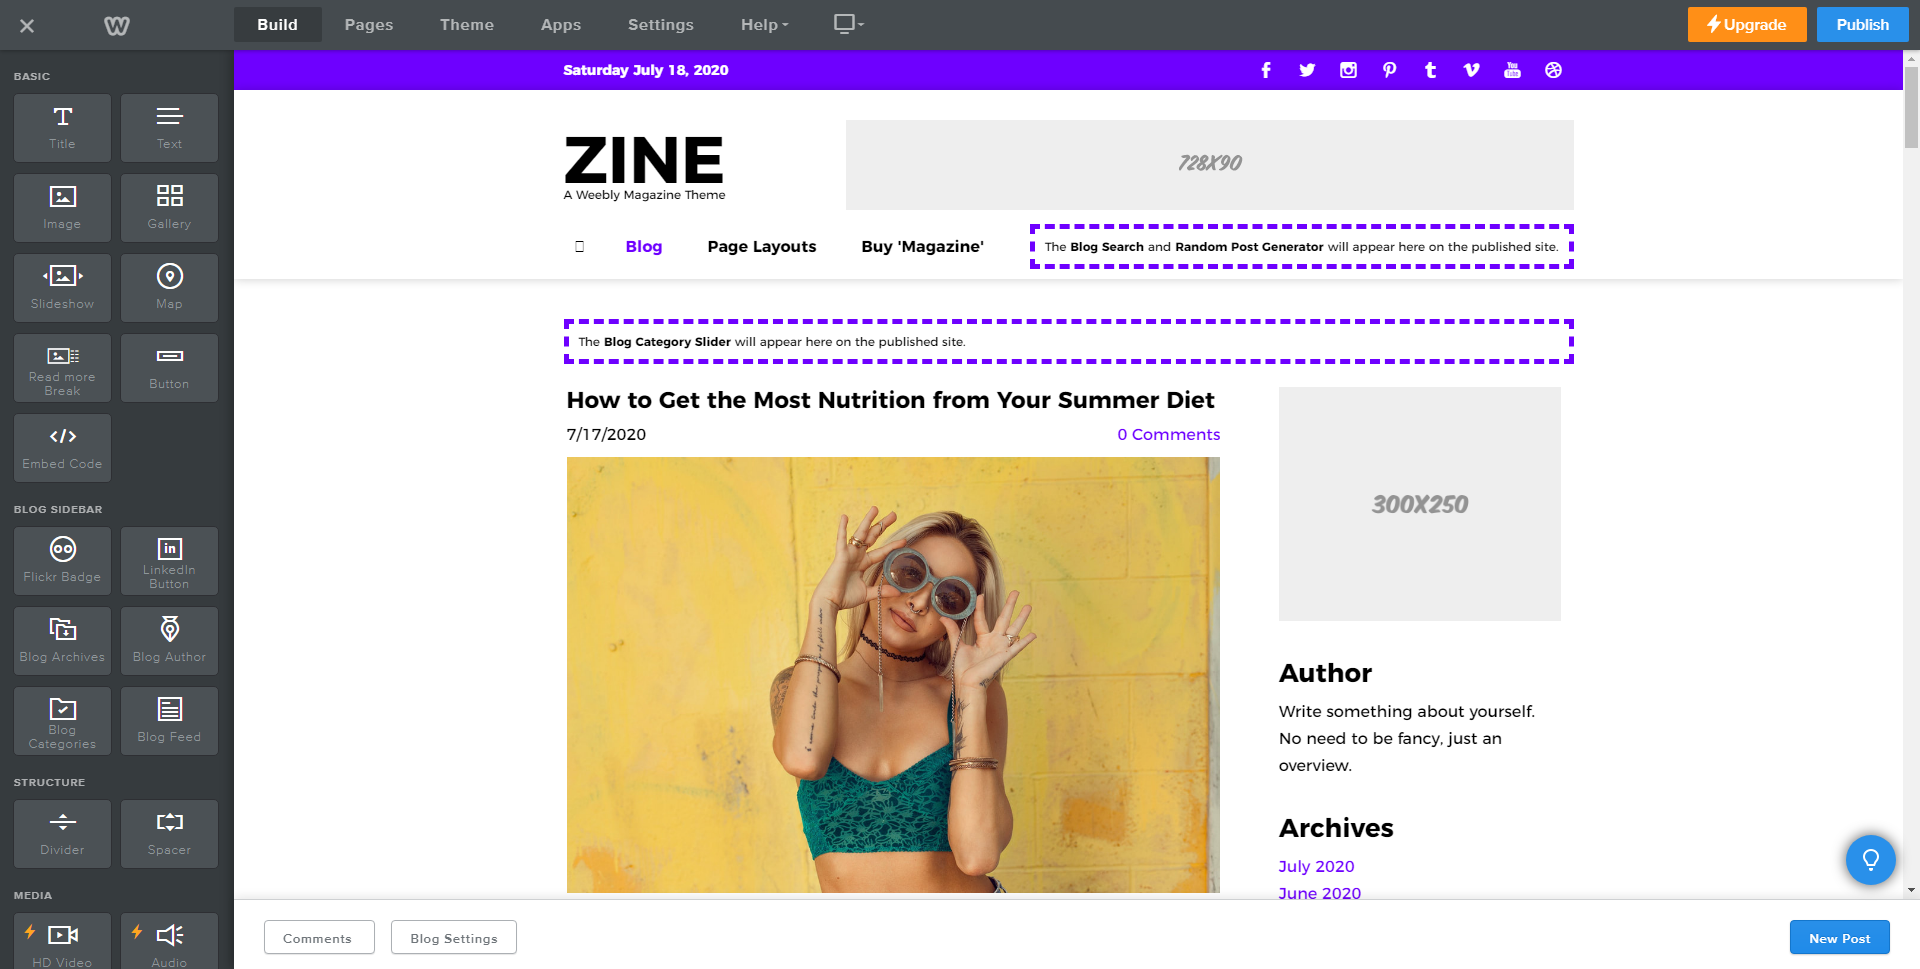 Build
Pages
Theme
Apps
Settings
Help
Upgrade
Publish
BASIC
Title
Text
Image
Gallery
Slideshow
Map
Read more
Break
Button
Embed Code
BLOG SIDEBAR
Flickr Badge
LinkedIn
Button
Blog Archives
Blog Author
Blog
Categories
Blog Feed
STRUCTURE
Divider
Spacer
MEDIA
HD Video
Audio
Saturday July 18, 2020
ZINE
A Weebly Magazine Theme
728X90
Blog
Page Layouts
Buy 'Magazine'
The Blog Search and Random Post Generator will appear here on the published site.
The Blog Category Slider will appear here on the published site.
How to Get the Most Nutrition from Your Summer Diet
7/17/2020
0 Comments
300X250
Author
Write something about yourself.
No need to be fancy, just an
overview.
Archives
July 2020
June 2020
Comments
Blog Settings
New Post